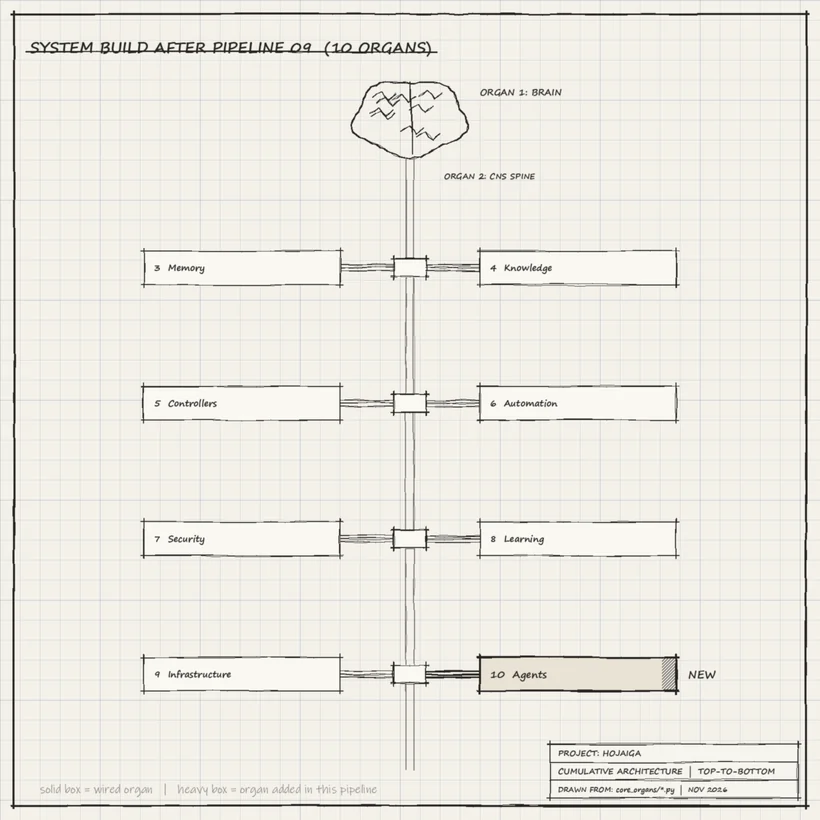 SYSTEM BUILD AFTER PIPELINE 09 (10 ORGANS)
ORGAN 1: BRAIN
ORGAN 2: CNS SPINE
3 Memory
4 Knowledge
5 Controllers
6 Automation
7 Security
8 Learning
9 Infrastructure
10 Agents
NEW
PROJECT: HOJAIGA
CUMULATIVE ARCHITECTURE | TOP-TO-BOTTOM
DRAWN FROM: core_organs/*.py | NOV 2026
solid box = wired organ | heavy box = organ added in this pipeline